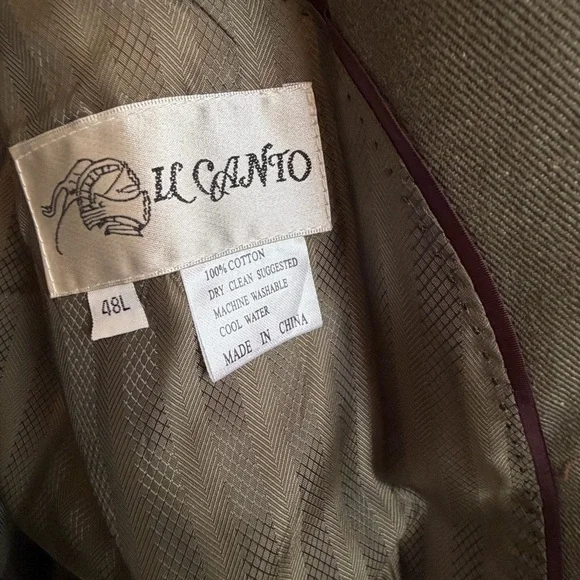 IL CANTO
48L
100% COTTON
DRY CLEAN SUGGESTED
MACHINE WASHABLE
COOL WATER
MADE IN CHINA